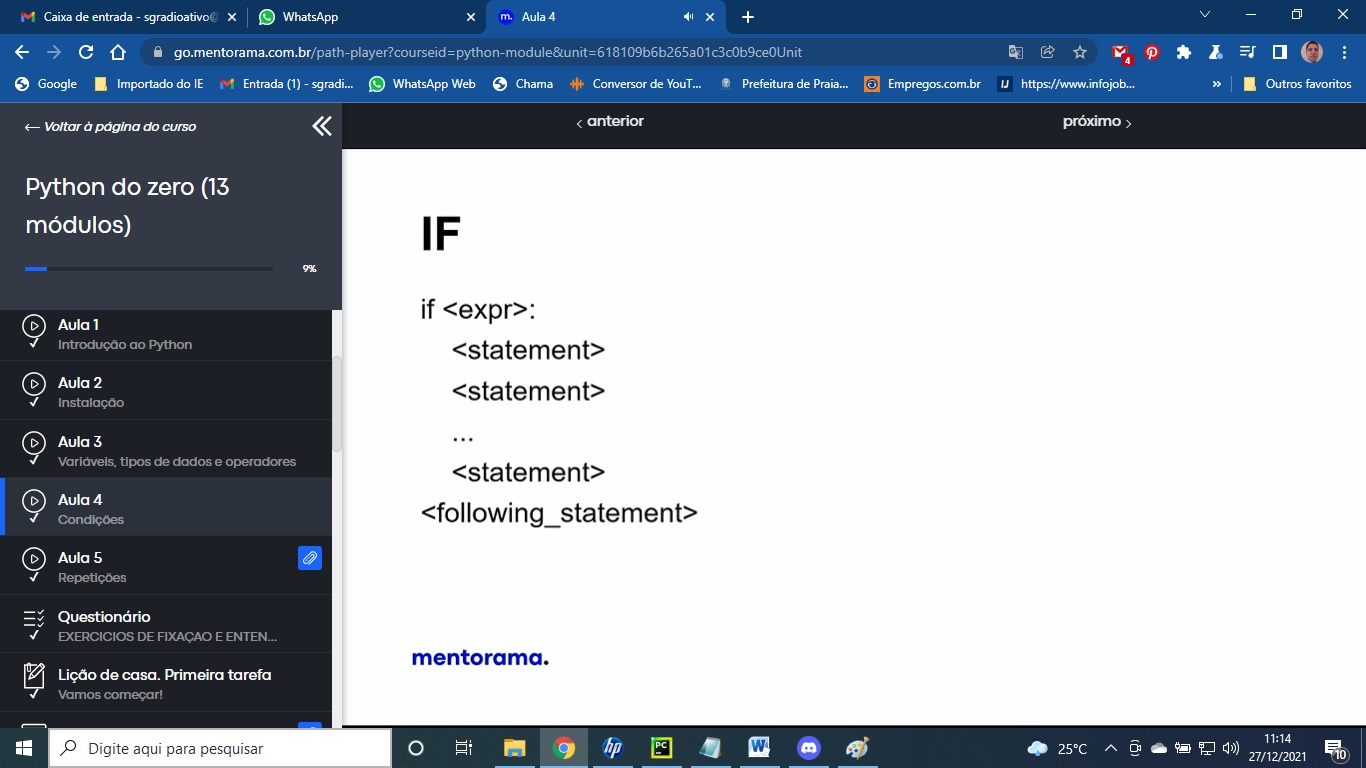 Caixa de entrada - sgradioativo@
WhatsApp
Aula 4
go.mentorama.com.br/path-player?courseid=python-module&unit=618109b6b265a01c3c0b9ce0Unit
4
Google
Importado do IE
Entrada (1) - sgradi...
WhatsApp Web
Chama
Conversor de YouT...
Prefeitura de Praia...
Empregos.com.br
https://www.infojob...
»
Outros favoritos
← Voltar à página do curso
‹ anterior
próximo ›
Python do zero (13
módulos)
9%
Aula 1
Introdução ao Python
Aula 2
Instalação
Aula 3
Variáveis, tipos de dados e operadores
Aula 4
Condições
Aula 5
Repetições
Questionário
EXERCICIOS DE FIXAÇAO E ENTEN...
Lição de casa. Primeira tarefa
Vamos começar!
IF
if <expr>:
<statement>
<statement>
...
<statement>
<following_statement>
mentorama.
Digite aqui para pesquisar
25°C
11:14
27/12/2021
10